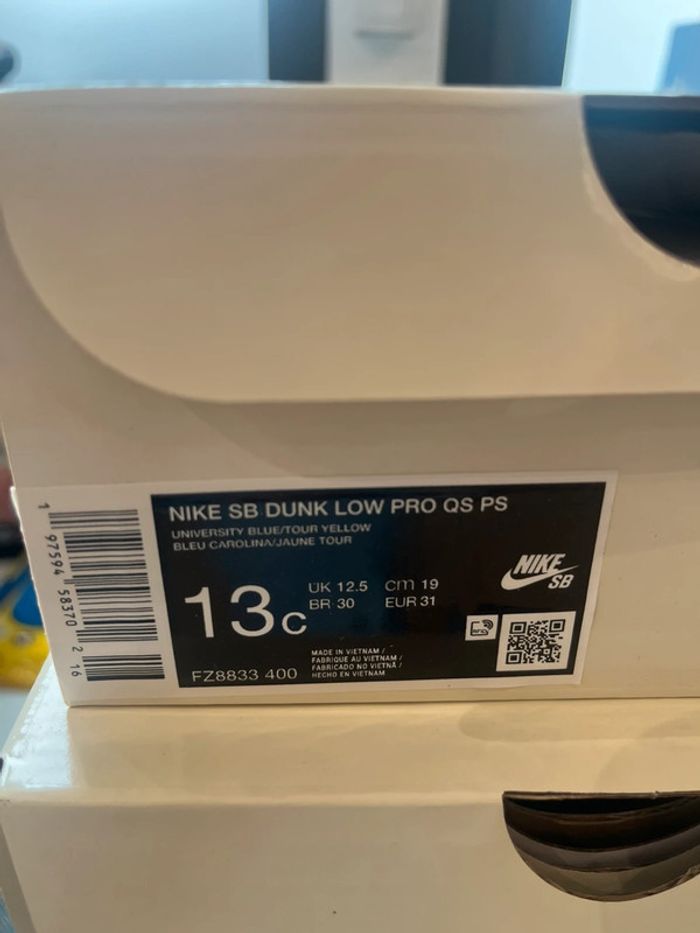 NIKE SB DUNK LOW PRO QS PS
UNIVERSITY BLUE/TOUR YELLOW
BLEU CAROLINA/JAUNE TOUR
13C
UK 12.5 cm 19
BR 30 EUR 31
NIKE
SB
FZ8833 400
MADE IN VIETNAM /
FABRIQUÉ AU VIETNAM /
FABRICADO NO VIETNÃ /
HECHO EN VIETNAM
1 97594 58370 2 16